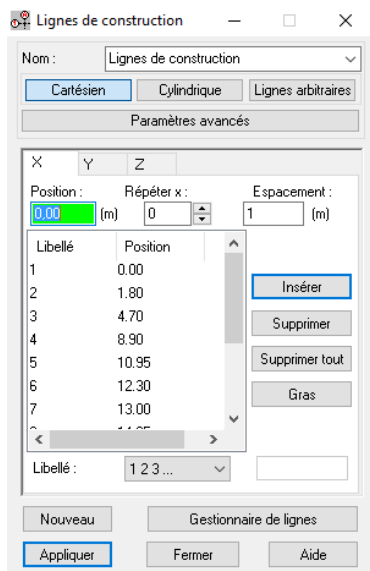 Lignes de construction
Nom : Lignes de construction
Cartésien Cylindrique Lignes arbitraires
Paramètres avancés
X Y Z
Position : Répéter x : Espacement :
0,00 (m) 0 1 (m)
Libellé Position
1 0.00
2 1.80
3 4.70
4 8.90
5 10.95
6 12.30
7 13.00
Insérer
Supprimer
Supprimer tout
Gras
Libellé : 1 2 3 ...
Nouveau Gestionnaire de lignes
Appliquer Fermer Aide